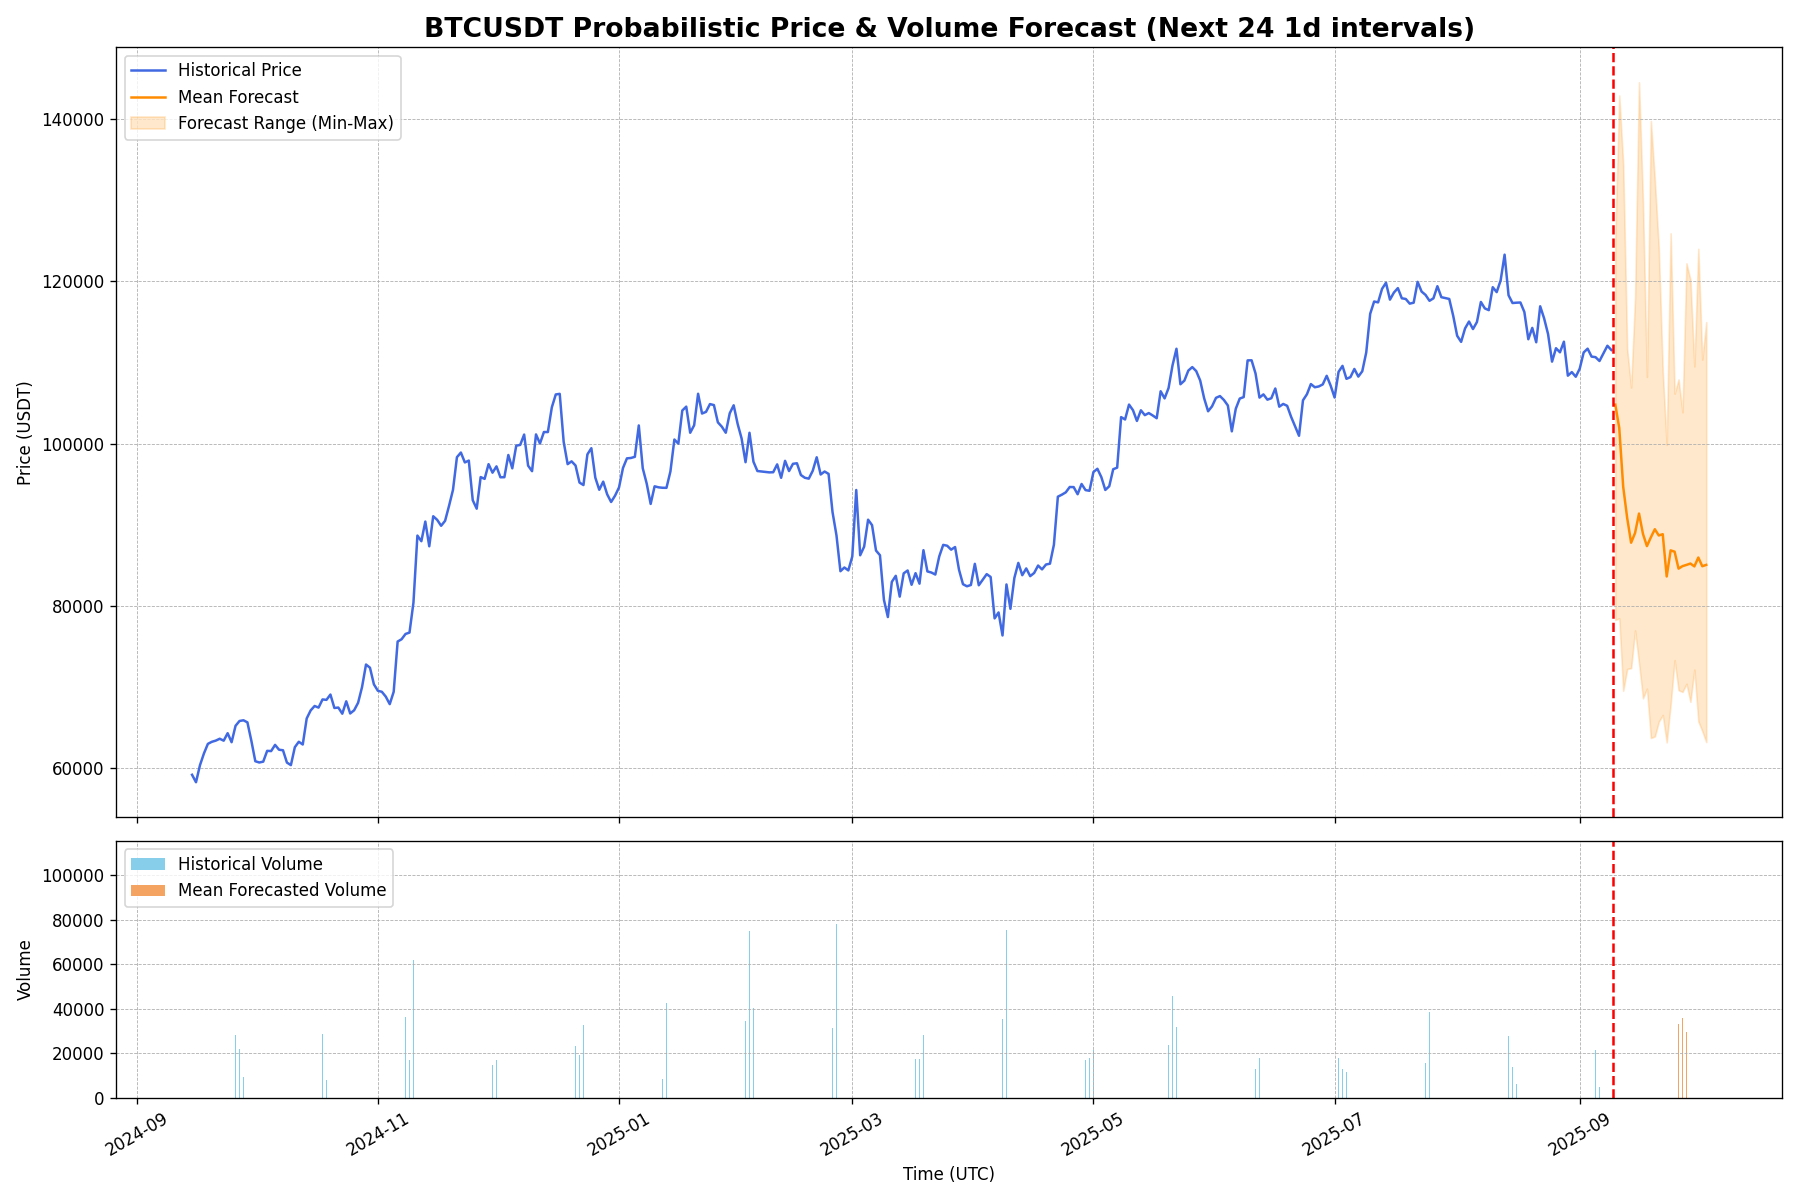 BTCUSDT Probabilistic Price & Volume Forecast (Next 24 1d intervals)
Historical Price
Mean Forecast
Forecast Range (Min-Max)
140000
120000
100000
80000
60000
Price (USDT)
Historical Volume
Mean Forecasted Volume
100000
80000
60000
40000
20000
0
Volume
2024-09
2024-11
2025-01
2025-03
2025-05
2025-07
2025-09
Time (UTC)